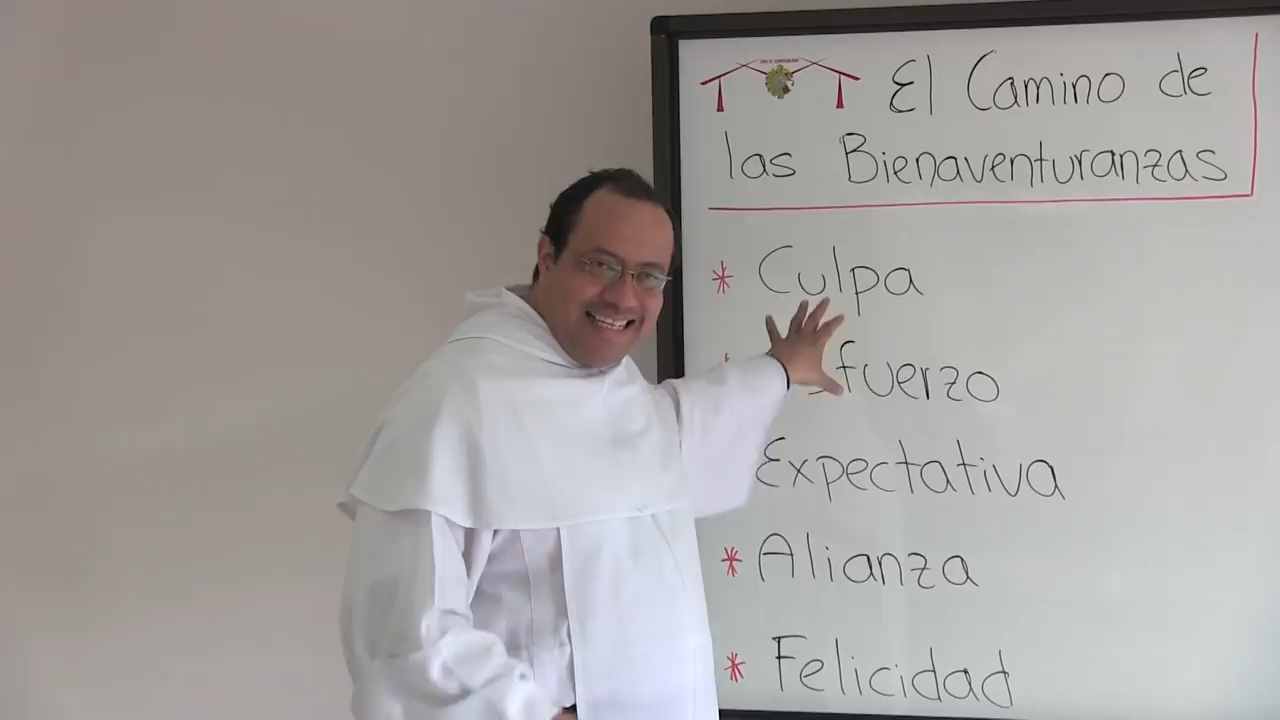 El Camino de
las Bienaventuranzas
* Culpa
fuerzo
Expectativa
* Alianza
* Felicidad